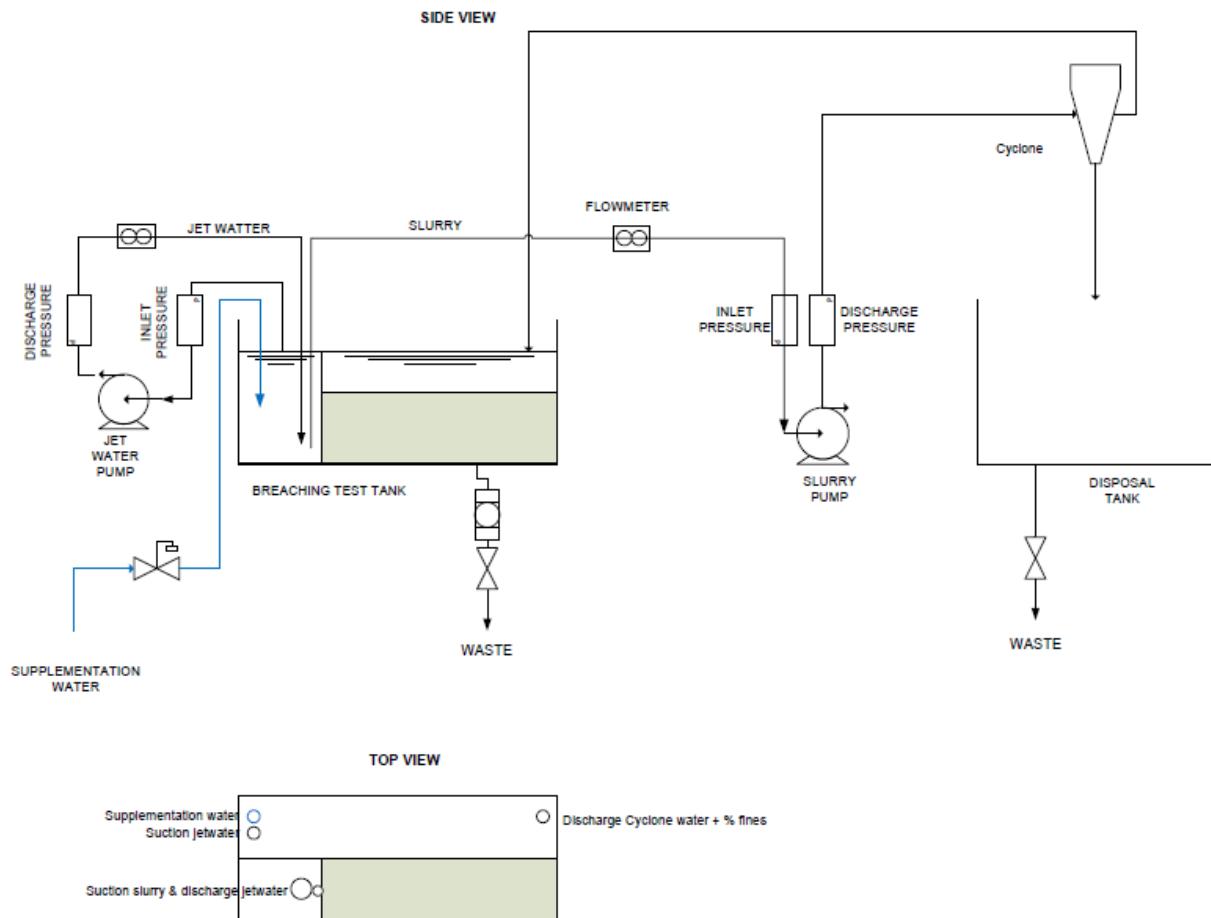 SIDE VIEW
Cyclone
FLOWMETER
JET WATTER
SLURRY
DISCHARGE
PRESSURE
P
INLET
PRESSURE
P
INLET
PRESSURE
P
P
DISCHARGE
PRESSURE
JET
WATER
PUMP
BREACHING TEST TANK
SLURRY
PUMP
DISPOSAL
TANK
WASTE
WASTE
SUPPLEMENTATION
WATER
TOP VIEW
Supplementation water
Suction jetwater
Discharge Cyclone water + % fines
Suction slurry & discharge jetwater